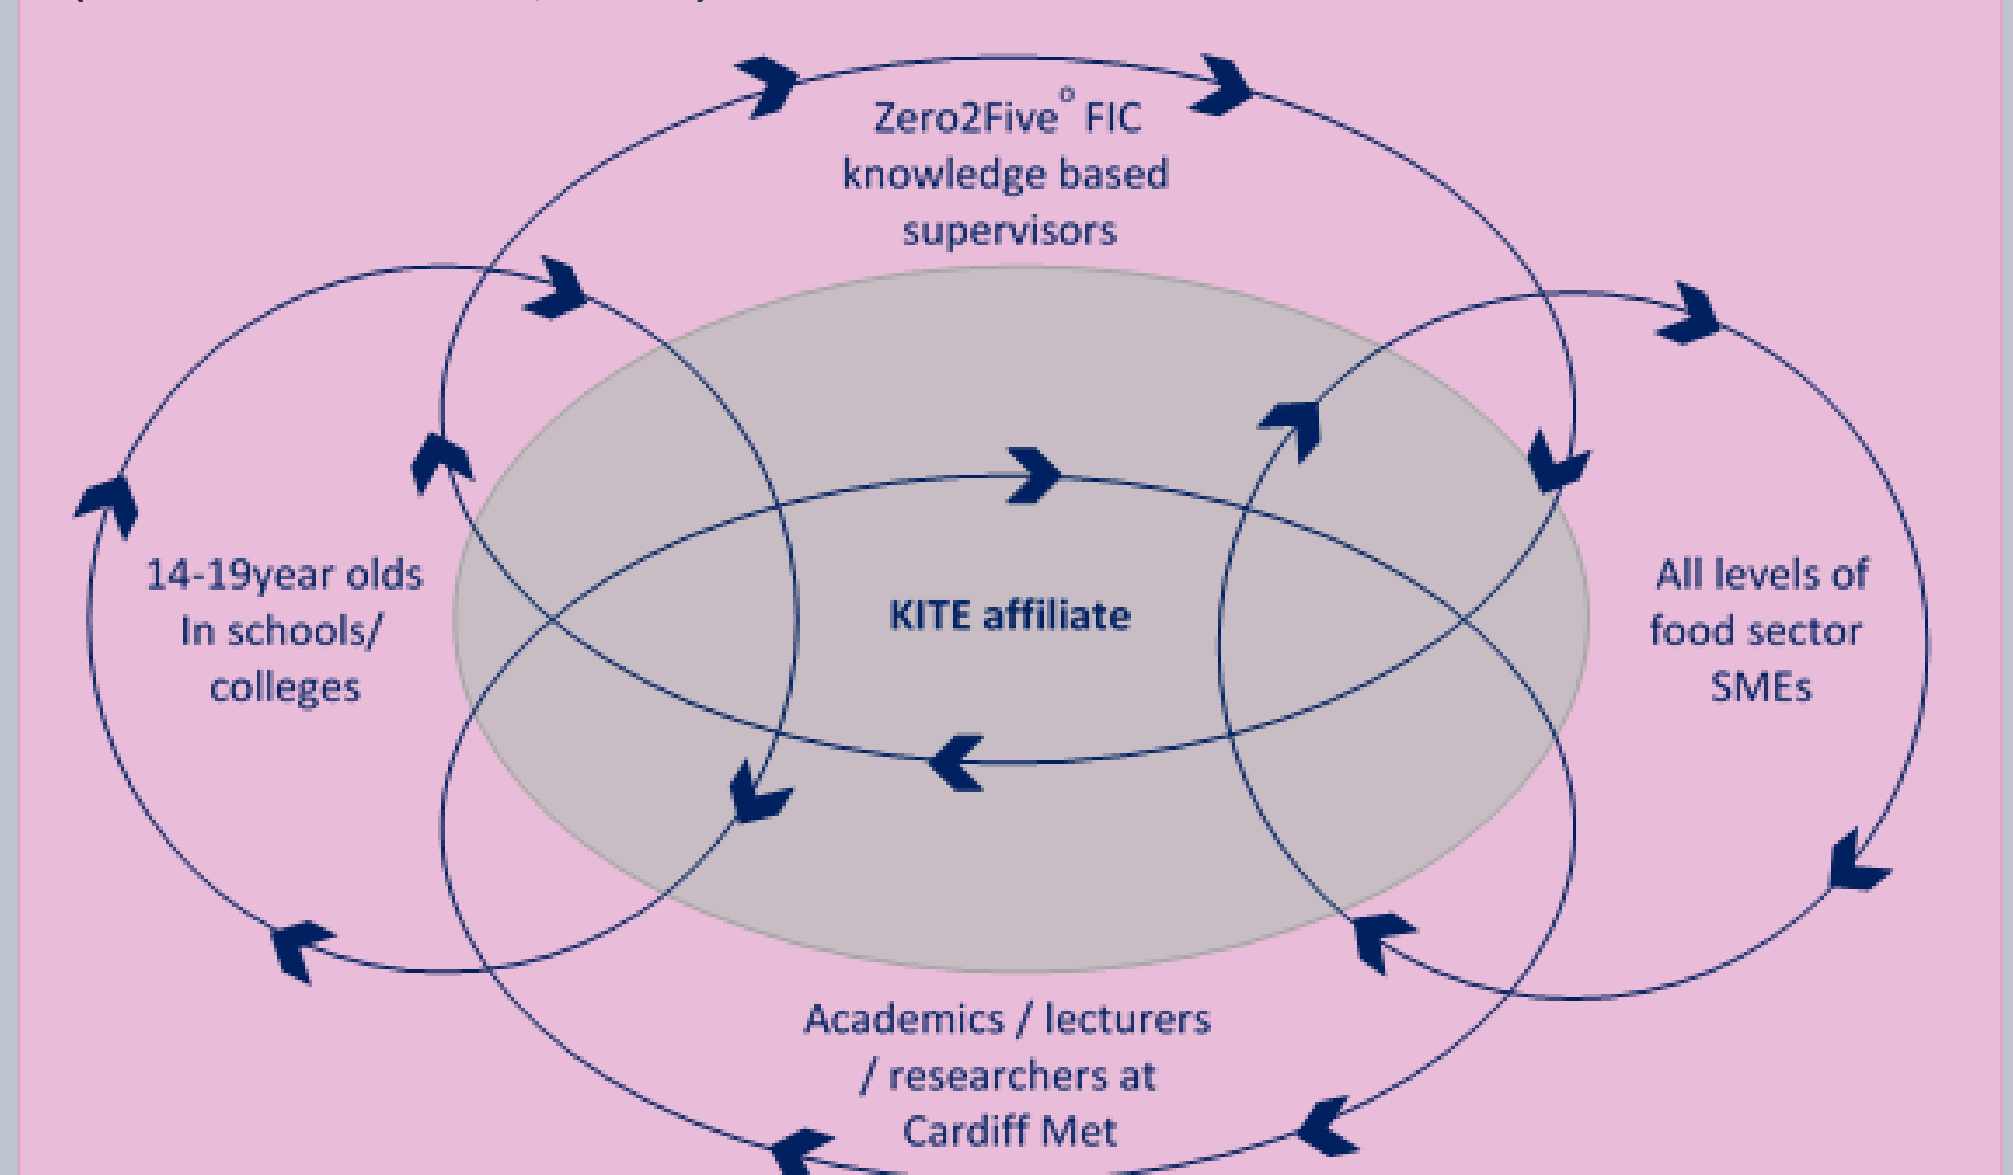 Zero2Five° FIC
knowledge based
supervisors
14-19year olds
In schools/
colleges
KITE affiliate
All levels of
food sector
SMEs
Academics / lecturers
/ researchers at
Cardiff Met